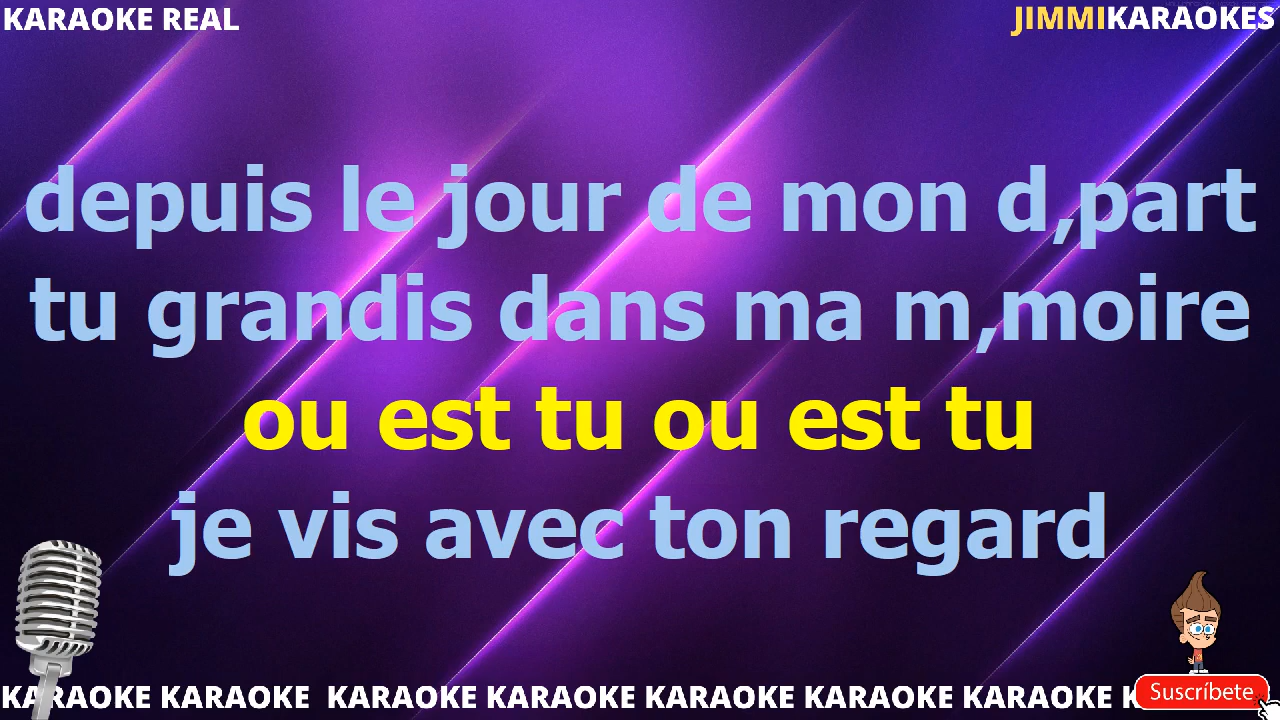 KARAOKE REAL
JIMMIKARAOKES
depuis le jour de mon d,part
tu grandis dans ma m,moire
ou est tu ou est tu
je vis avec ton regard
KARAOKE KARAOKE KARAOKE KARAOKE KARAOKE KARAOKE KARAOKE K
Suscríbete